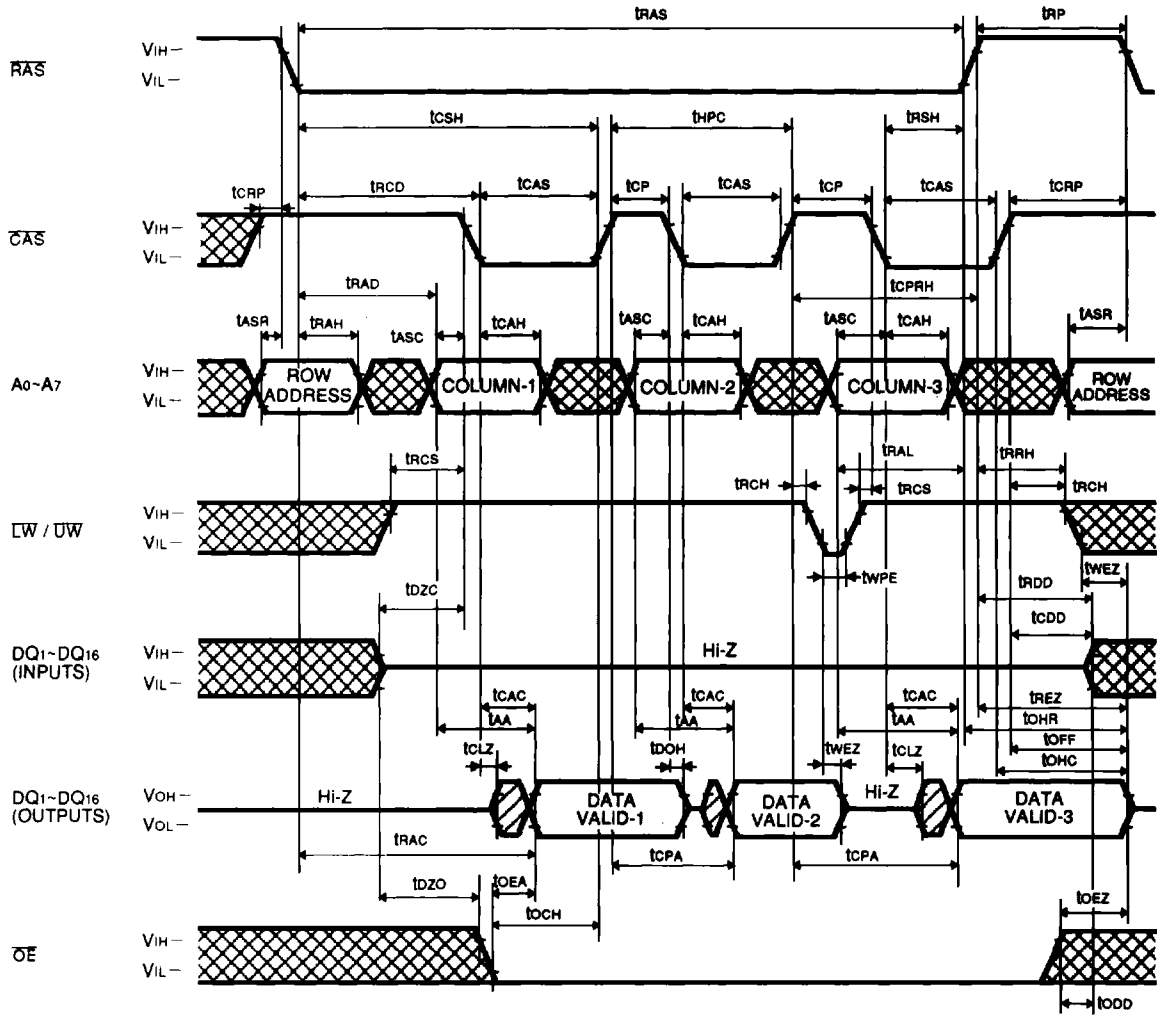 tRAS tRP
RAS VIH
VIL
tCSH tHPC tRSH
tCRP tRCD tCAS tCP tCAS tCP tCAS tCRP
CAS VIH
VIL
tRAD tCPRH
tASR tRAH tASC tCAH tASC tCAH tASC tCAH tASR
A0~A7 VIH
VIL
ROW ADDRESS COLUMN-1 COLUMN-2 COLUMN-3 ROW ADDRESS
tRCS tRCH tRAL tRCS tRRH tRCH
LW / UW VIH
VIL
tWPE tWEZ
tDZC tRDD
tCDD
DQ1~DQ16 (INPUTS) VIH
VIL
Hi-Z
tCAC tCAC tCAC tREZ
tAA tAA tAA tOHR
tCLZ tDOH tWEZ tCLZ tOFF
tOHC
DQ1~DQ16 (OUTPUTS) VOH
VOL
Hi-Z DATA VALID-1 DATA VALID-2 Hi-Z DATA VALID-3
tRAC tCPA tCPA
tDZO tOEA tOEZ
tOCH
OE VIH
VIL
tODD